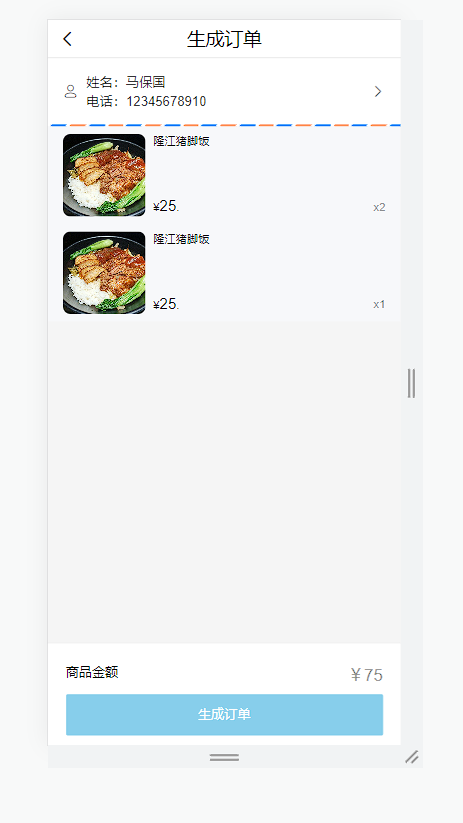 生成订单
姓名：马保国
电话：12345678910
隆江猪脚饭
¥25. x2
隆江猪脚饭
¥25. x1
商品金额 ￥75
生成订单